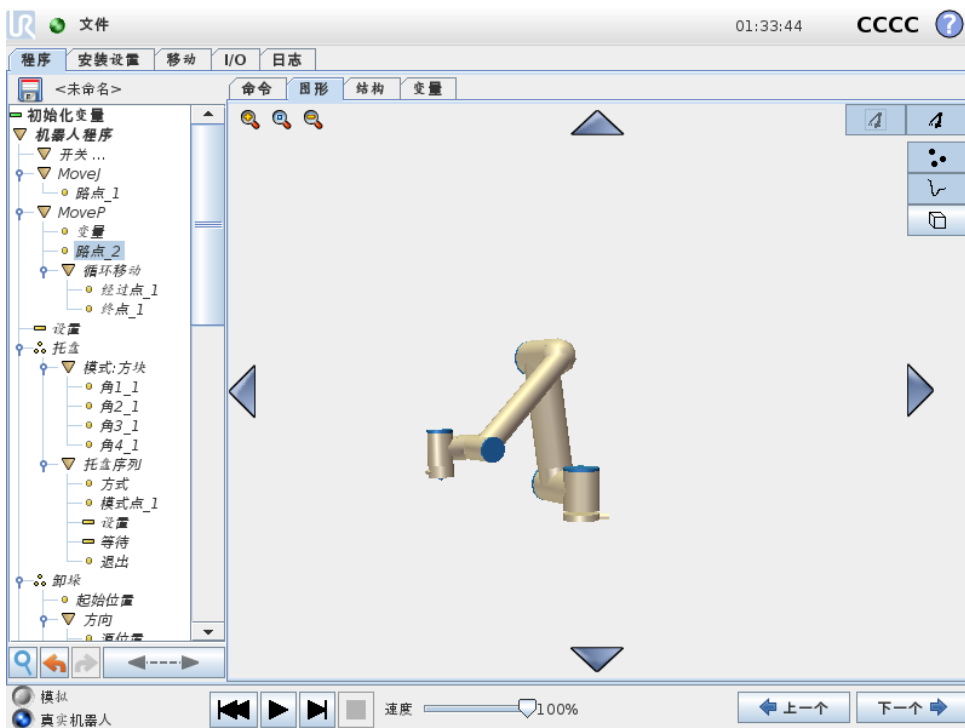 UR 文件 01:33:44 CCCC ?
程序 安装设置 移动 I/O 日志
<未命名> 命令 图形 结构 变量
初始化变量
机器人程序
开关 ...
MoveJ
路点_1
MoveP
变量
路点_2
循环移动
经过点_1
终点_1
设置
托盘
模式:方块
角1_1
角2_1
角3_1
角4_1
托盘序列
方式
模式点_1
设置
等待
退出
卸垛
起始位置
方向
源位置
模拟
真实机器人
速度 100% 上一个 下一个